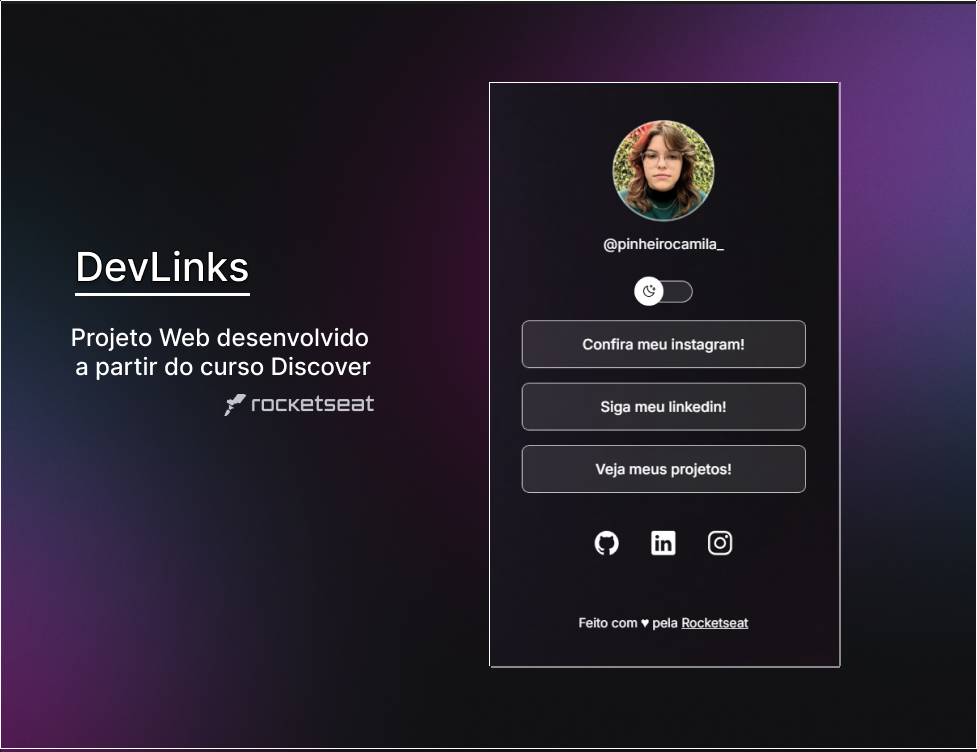 DevLinks
Projeto Web desenvolvido
a partir do curso Discover
rocketseat
@pinheirocamila_
Confira meu instagram!
Siga meu linkedin!
Veja meus projetos!
in
Feito com ♥ pela Rocketseat